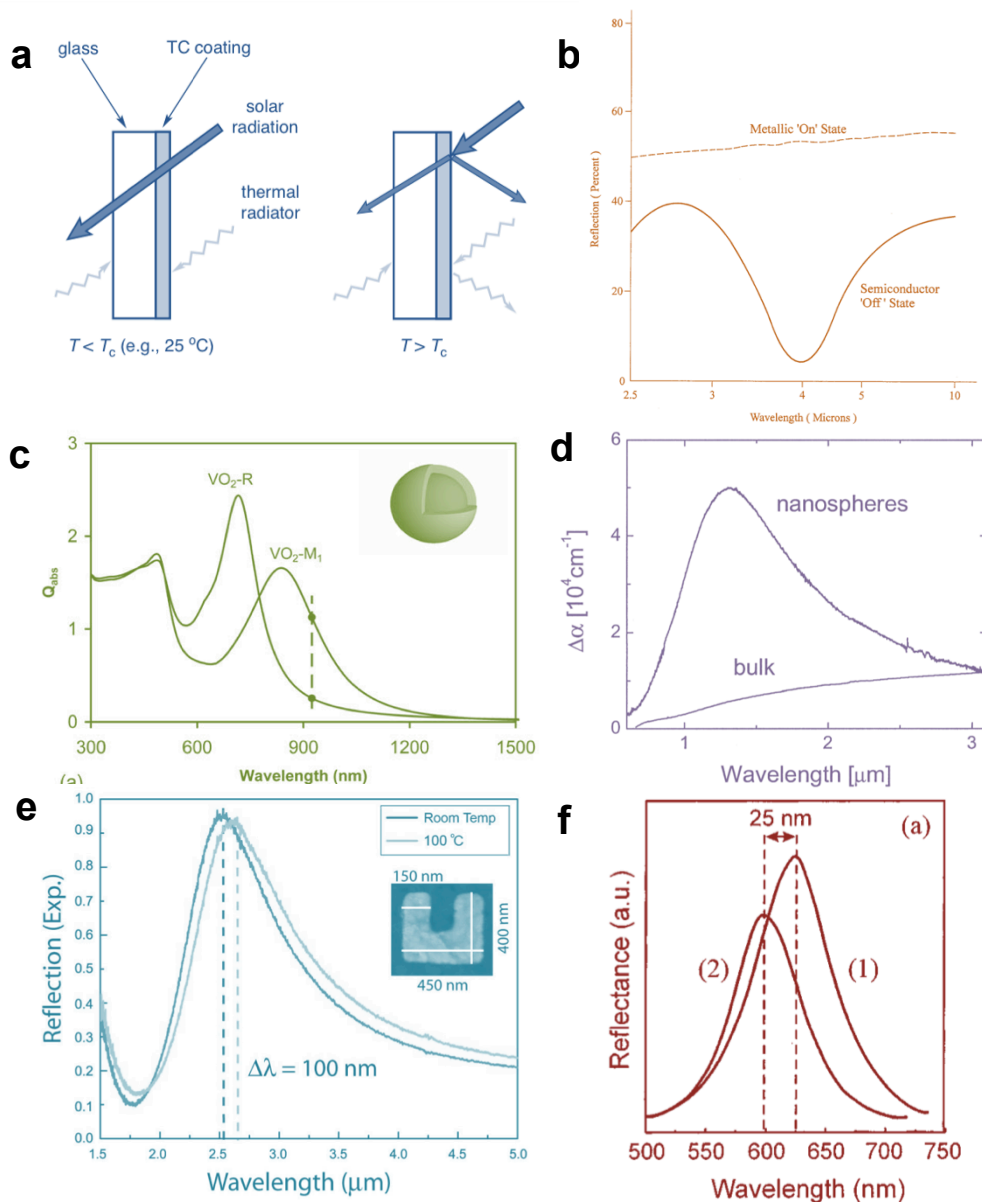 a
glass
TC coating
solar
radiation
thermal
radiator
T < Tc (e.g., 25 °C)
T > Tc
b
80
60
40
20
0
Reflection ( Percent )
Metallic 'On' State
Semiconductor
'Off' State
2.5
3
4
5
10
Wavelength ( Microns )
c
3
2
1
0
Qabs
VO2-R
VO2-M1
300
600
900
1200
1500
Wavelength (nm)
(a)
d
6
4
2
0
Δα [10⁴cm⁻¹]
nanospheres
bulk
1
2
3
Wavelength [μm]
e
1.0
0.9
0.8
0.7
0.6
0.5
0.4
0.3
0.2
0.1
0.0
Reflection (Exp.)
Room Temp
100 °C
150 nm
400 nm
450 nm
Δλ = 100 nm
1.5
2.0
2.5
3.0
3.5
4.0
4.5
5.0
Wavelength (μm)
f
25 nm
(a)
(2)
(1)
Reflectance (a.u.)
500
550
600
650
700
750
Wavelength (nm)